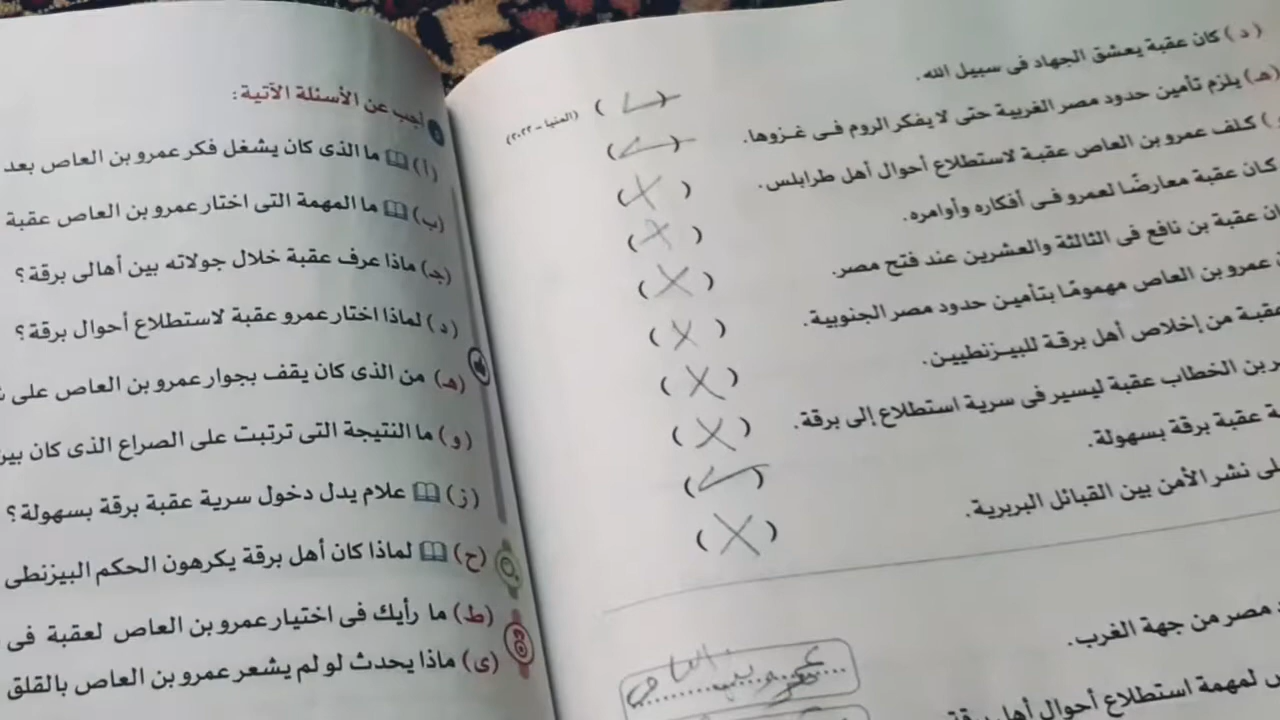 (د) كان عقبة يعشق الجهاد فى سبيل الله. ( ✓ )
(هـ) يلزم تأمين حدود مصر الغربية حتى لا يفكر الروم فى غزوها. (المنيا - ٢٠٢٢) ( ✓ )
) كلف عمرو بن العاص عقبة لاستطلاع أحوال أهل طرابلس. ( X )
كان عقبة معارضًا لعمرو فى أفكاره وأوامره. ( X )
ان عقبة بن نافع فى الثالثة والعشرين عند فتح مصر. ( X )
عمرو بن العاص مهمومًا بتأمين حدود مصر الجنوبية. ( X )
عقبة من إخلاص أهل برقة للبيزنطيين. ( X )
ر بن الخطاب عقبة ليسير فى سرية استطلاع إلى برقة. ( X )
ة عقبة برقة بسهولة. ( ✓ )
لى نشر الأمن بين القبائل البربرية. ( X )
مصر من جهة الغرب.
لمهمة استطلاع أحوال أهل برقة
أجب عن الأسئلة الآتية:
(أ) ما الذى كان يشغل فكر عمرو بن العاص بعد
(ب) ما المهمة التى اختار عمرو بن العاص عقبة
(جـ) ماذا عرف عقبة خلال جولاته بين أهالى برقة؟
(د) لماذا اختار عمرو عقبة لاستطلاع أحوال برقة؟
(هـ) من الذى كان يقف بجوار عمرو بن العاص على
(و) ما النتيجة التى ترتبت على الصراع الذى كان بين
(ز) علام يدل دخول سرية عقبة برقة بسهولة؟
(ح) لماذا كان أهل برقة يكرهون الحكم البيزنطى
(ط) ما رأيك فى اختيار عمرو بن العاص لعقبة فى
(ى) ماذا يحدث لو لم يشعر عمرو بن العاص بالقلق